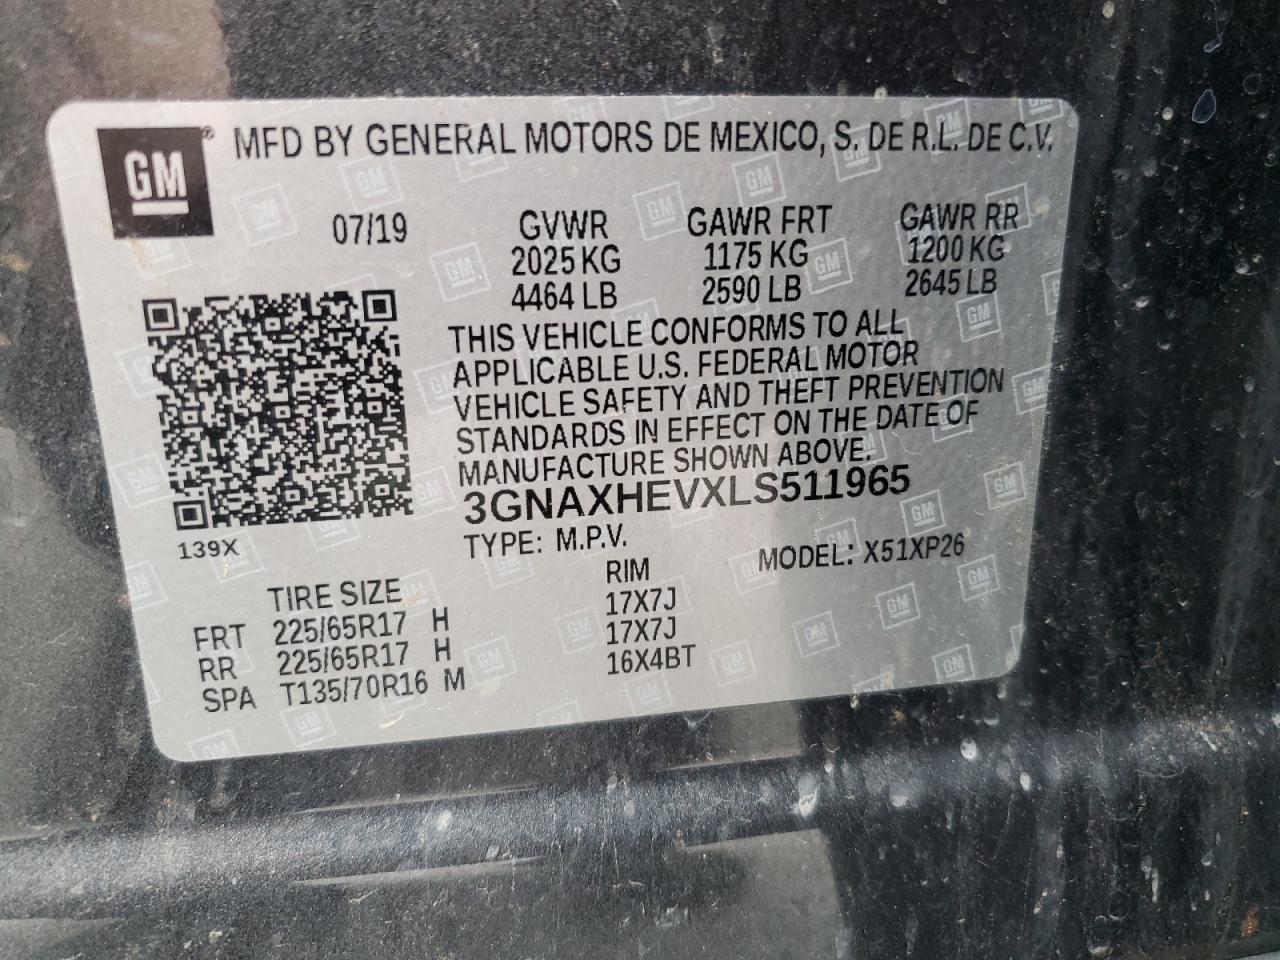 GM® MFD BY GENERAL MOTORS DE MEXICO, S. DE R.L. DE C.V.
07/19 GVWR GAWR FRT GAWR RR
2025 KG 1175 KG 1200 KG
4464 LB 2590 LB 2645 LB
THIS VEHICLE CONFORMS TO ALL
APPLICABLE U.S. FEDERAL MOTOR
VEHICLE SAFETY AND THEFT PREVENTION
STANDARDS IN EFFECT ON THE DATE OF
MANUFACTURE SHOWN ABOVE.
3GNAXHEVXLS511965
139X
TYPE: M.P.V. MODEL: X51XP26
TIRE SIZE RIM
FRT 225/65R17 H 17X7J
RR 225/65R17 H 17X7J
SPA T135/70R16 M 16X4BT